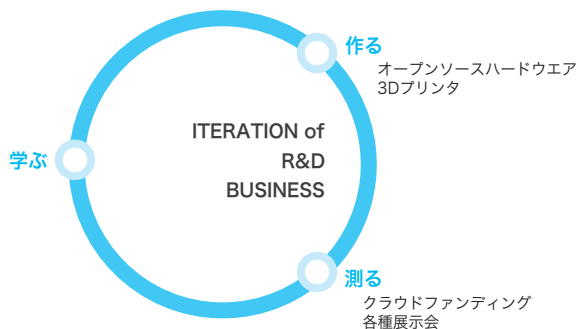 作る
オープンソースハードウエア
3Dプリンタ
ITERATION of
R&D
BUSINESS
学ぶ
測る
クラウドファンディング
各種展示会